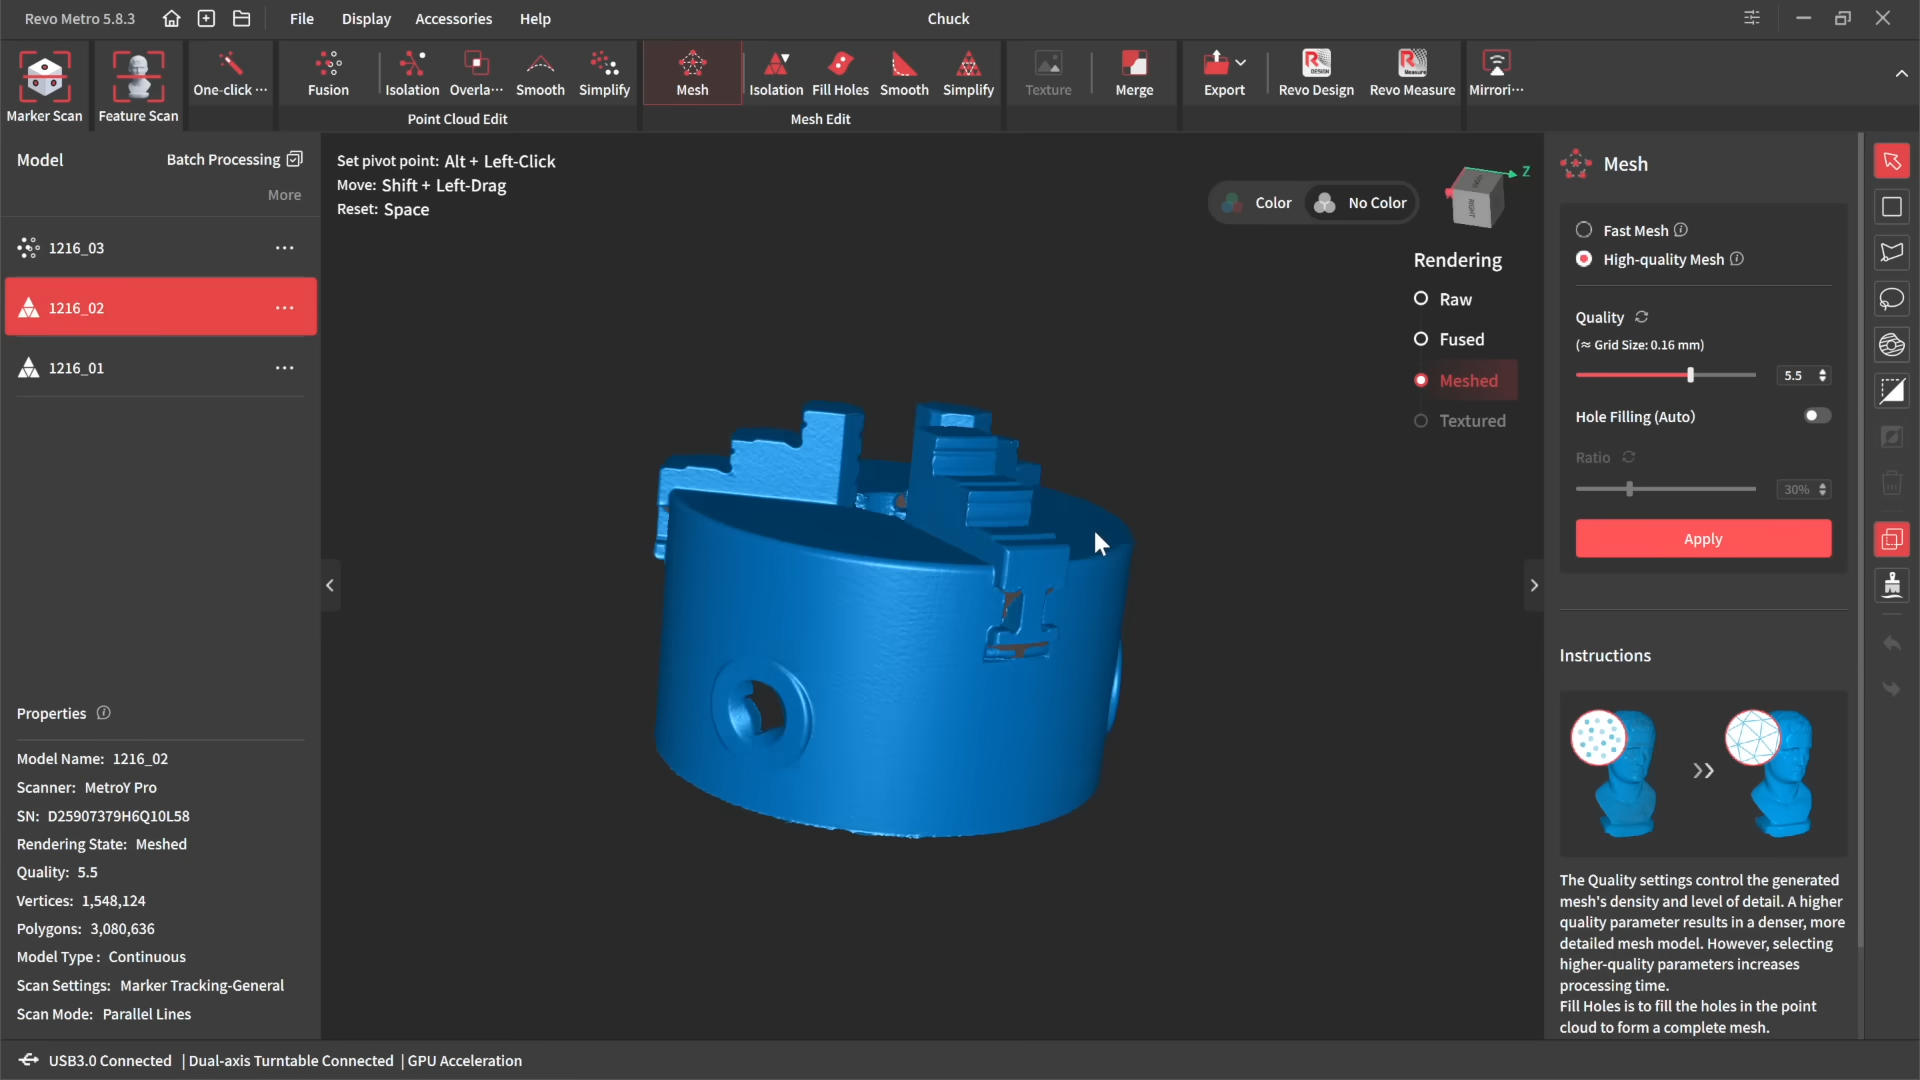 Revo Metro 5.8.3
File
Display
Accessories
Help
Chuck
Marker Scan
Feature Scan
One-click ···
Fusion
Isolation
Overla···
Smooth
Simplify
Point Cloud Edit
Mesh
Isolation
Fill Holes
Smooth
Simplify
Mesh Edit
Texture
Merge
Export
Revo Design
Revo Measure
Mirrori···
Model
Batch Processing
More
1216_03
1216_02
1216_01
Properties
Model Name: 1216_02
Scanner: MetroY Pro
SN: D25907379H6Q10L58
Rendering State: Meshed
Quality: 5.5
Vertices: 1,548,124
Polygons: 3,080,636
Model Type : Continuous
Scan Settings: Marker Tracking-General
Scan Mode: Parallel Lines
Set pivot point: Alt + Left-Click
Move: Shift + Left-Drag
Reset: Space
Color
No Color
Z
RIGHT
Rendering
Raw
Fused
Meshed
Textured
Mesh
Fast Mesh
High-quality Mesh
Quality
(≈ Grid Size: 0.16 mm)
5.5
Hole Filling (Auto)
Ratio
30%
Apply
Instructions
The Quality settings control the generated
mesh's density and level of detail. A higher
quality parameter results in a denser, more
detailed mesh model. However, selecting
higher-quality parameters increases
processing time.
Fill Holes is to fill the holes in the point
cloud to form a complete mesh.
USB3.0 Connected | Dual-axis Turntable Connected | GPU Acceleration